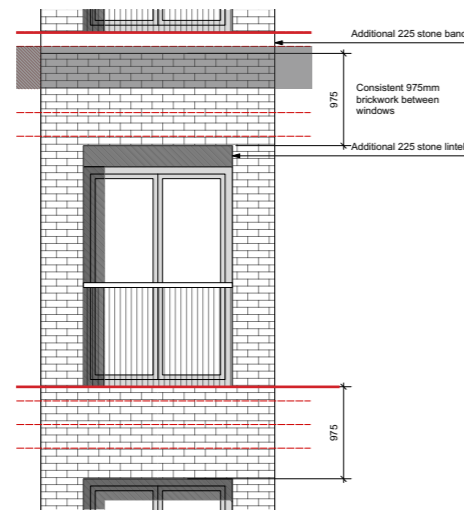 Additional 225 stone band
975
Consistent 975mm
brickwork between
windows
Additional 225 stone lintel
975